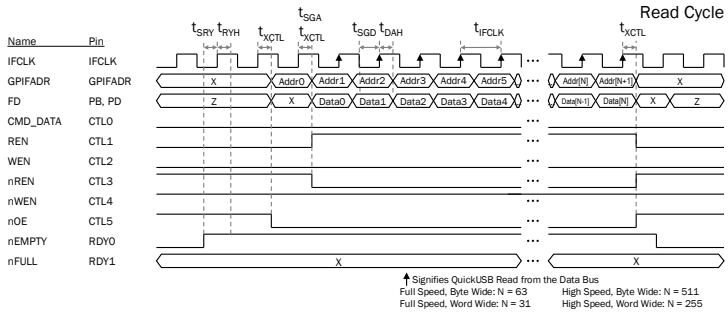 Read Cycle
tSRY tRYH tXCTL tSGA tXCTL tSGD tDAH tIFCLK tXCTL
Name Pin
IFCLK IFCLK ...
GPIFADR GPIFADR X Addr0 Addr1 Addr2 Addr3 Addr4 Addr5 ... Addr[N] Addr[N+1] X
FD PB, PD Z X Data0 Data1 Data2 Data3 Data4 ... Data[N-1] Data[N] X Z
CMD_DATA CTL0 ...
REN CTL1 ...
WEN CTL2 ...
nREN CTL3 ...
nWEN CTL4 ...
nOE CTL5 ...
nEMPTY RDY0 ...
nFULL RDY1 X ... X
Signifies QuickUSB Read from the Data Bus
Full Speed, Byte Wide: N = 63 High Speed, Byte Wide: N = 511
Full Speed, Word Wide: N = 31 High Speed, Word Wide: N = 255